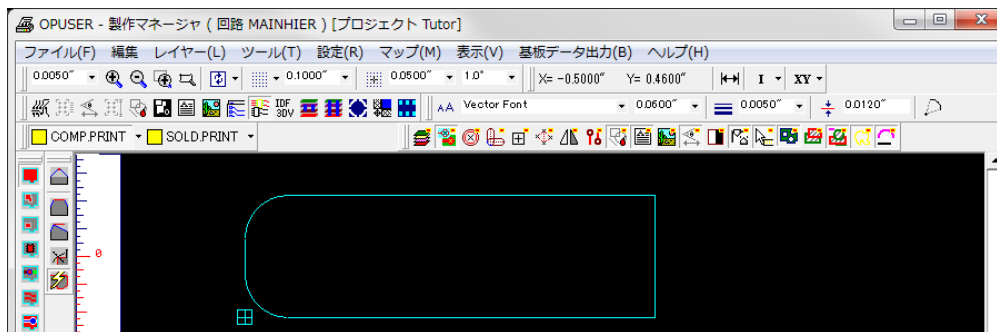 OPUSER - 製作マネージャ ( 回路 MAINHIER ) [プロジェクト Tutor]
ファイル(F) 編集 レイヤー(L) ツール(T) 設定(R) マップ(M) 表示(V) 基板データ出力(B) ヘルプ(H)
0.0050" 0.1000" 0.0500" 1.0° X= -0.5000" Y= 0.4600" I XY
IDF 3DV AA Vector Font 0.0600" 0.0050" 0.0120"
COMP.PRINT SOLD.PRINT
0